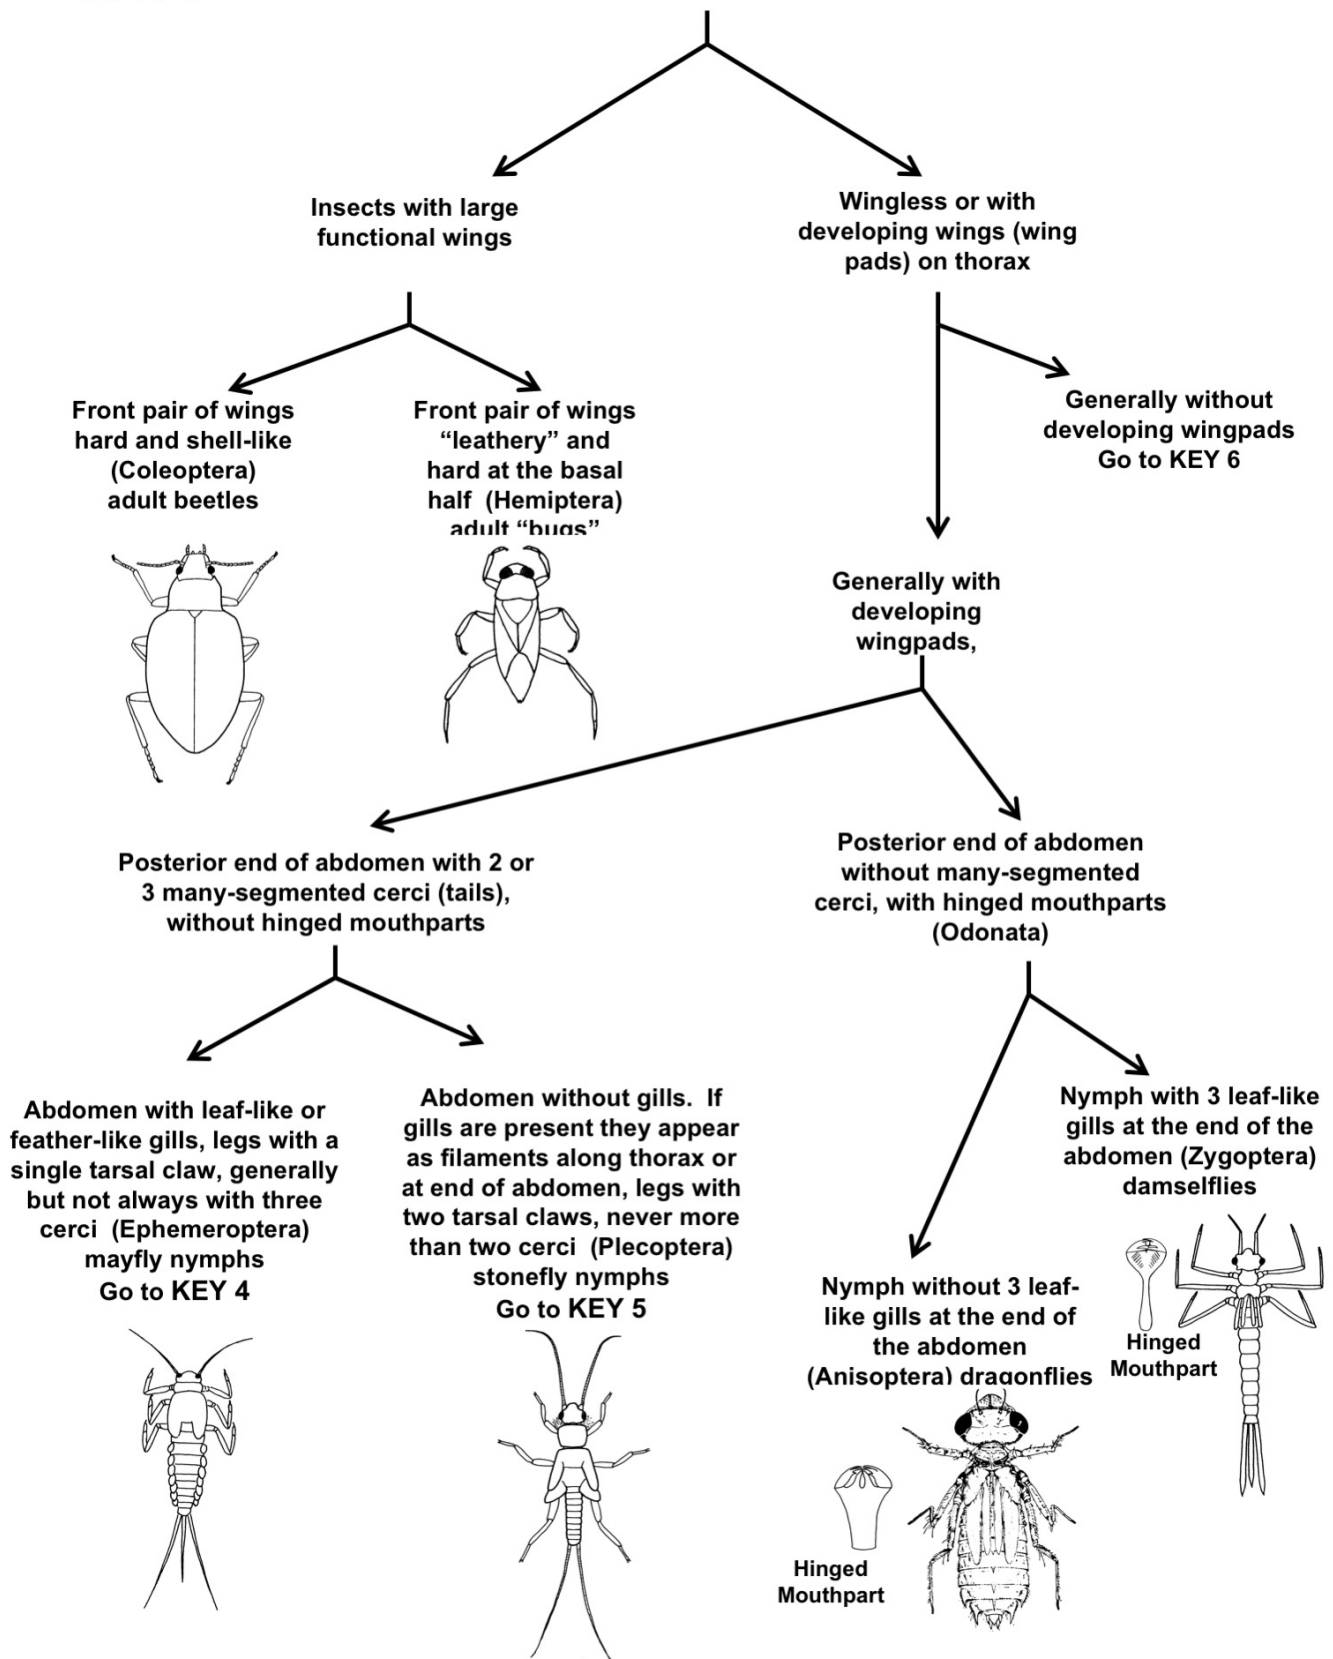 Insects with large
functional wings
Wingless or with
developing wings (wing
pads) on thorax
Front pair of wings
hard and shell-like
(Coleoptera)
adult beetles
Front pair of wings
“leathery” and
hard at the basal
half (Hemiptera)
adult “bugs”
Generally without
developing wingpads
Go to KEY 6
Generally with
developing
wingpads,
Posterior end of abdomen with 2 or
3 many-segmented cerci (tails),
without hinged mouthparts
Posterior end of abdomen
without many-segmented
cerci, with hinged mouthparts
(Odonata)
Abdomen with leaf-like or
feather-like gills, legs with a
single tarsal claw, generally
but not always with three
cerci (Ephemeroptera)
mayfly nymphs
Go to KEY 4
Abdomen without gills. If
gills are present they appear
as filaments along thorax or
at end of abdomen, legs with
two tarsal claws, never more
than two cerci (Plecoptera)
stonefly nymphs
Go to KEY 5
Nymph without 3 leaf-
like gills at the end of
the abdomen
(Anisoptera) dragonflies
Hinged
Mouthpart
Nymph with 3 leaf-like
gills at the end of the
abdomen (Zygoptera)
damselflies
Hinged
Mouthpart